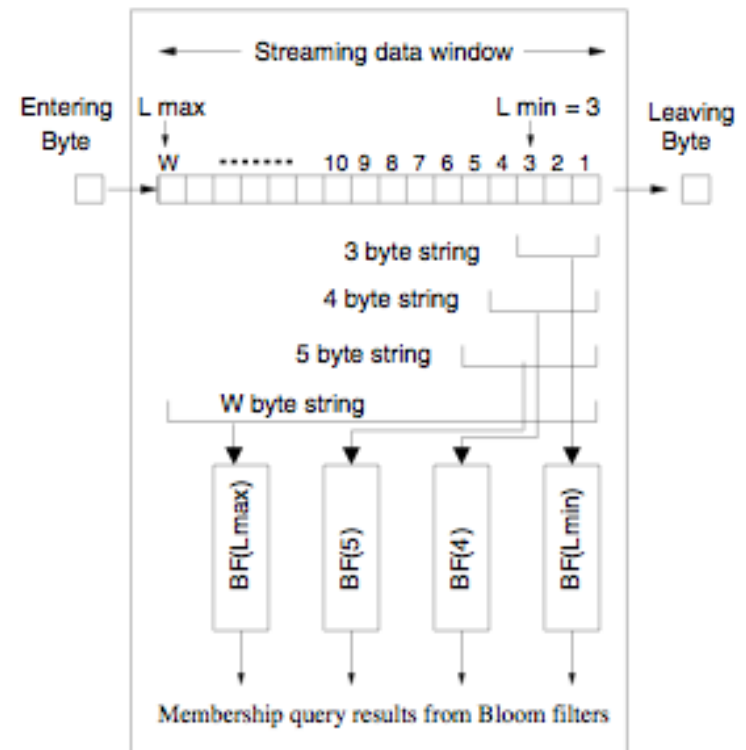 Streaming data window
Entering Byte
L max
L min = 3
Leaving Byte
W ........ 10 9 8 7 6 5 4 3 2 1
3 byte string
4 byte string
5 byte string
W byte string
BF(Lmax)
BF(5)
BF(4)
BF(Lmin)
Membership query results from Bloom filters